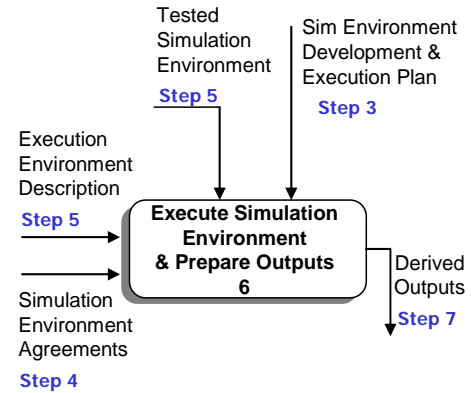 Tested
Simulation
Environment
Step 5
Sim Environment
Development &
Execution Plan
Step 3
Execution
Environment
Description
Step 5
Execute Simulation
Environment
& Prepare Outputs
6
Simulation
Environment
Agreements
Step 4
Derived
Outputs
Step 7